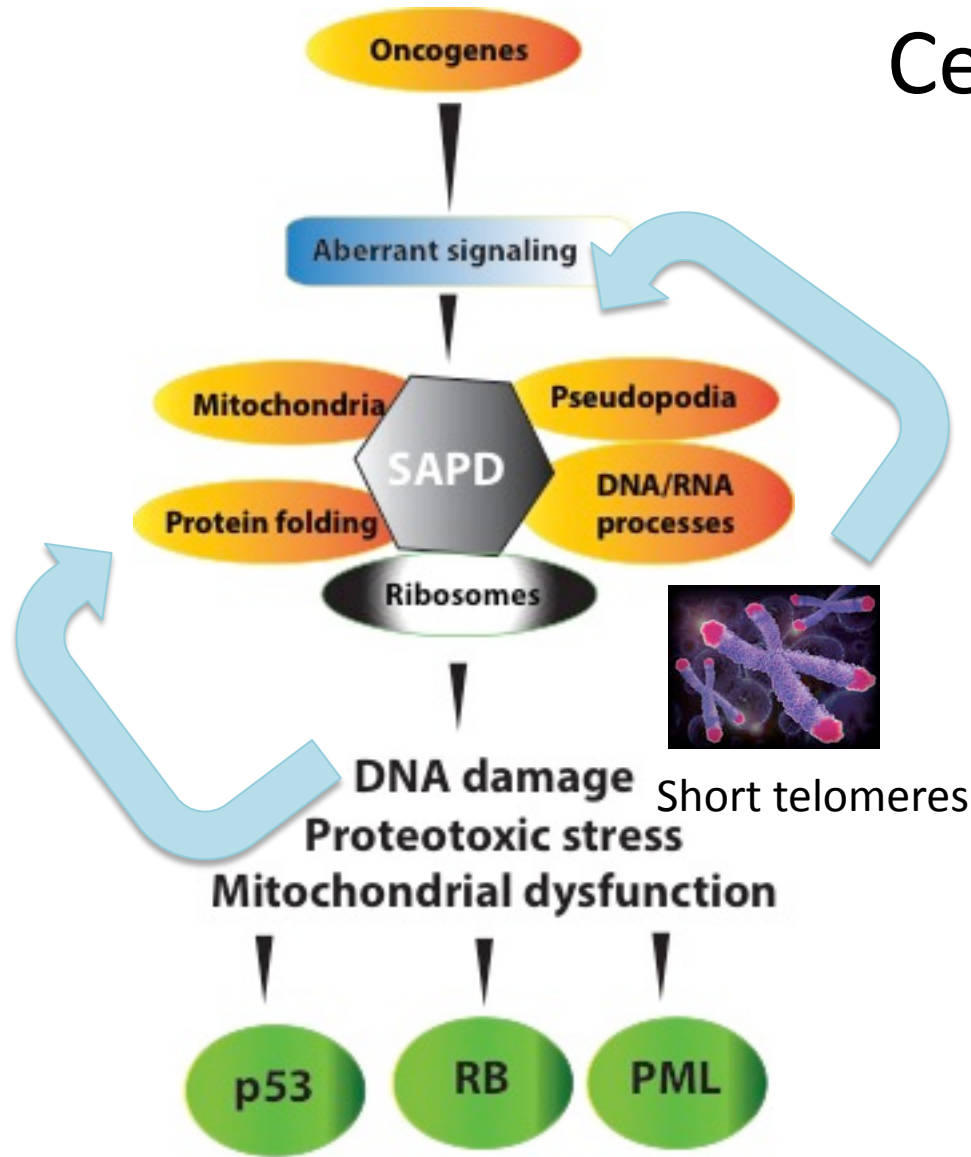 Oncogenes
Ce
Aberrant signaling
Mitochondria
Pseudopodia
SAPD
Protein folding
DNA/RNA
processes
Ribosomes
DNA damage
Proteotoxic stress
Mitochondrial dysfunction
Short telomeres
p53
RB
PML